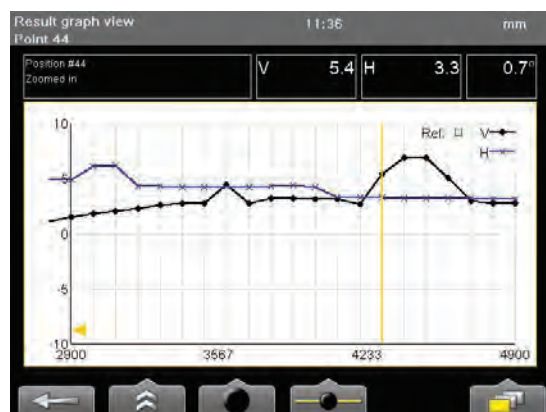 Result graph view 11:36 mm
Point 44
Position #44
Zoomed in
V 5.4 H 3.3 0.7°
10
Ref. V
H
5
0
-5
-10
2900 3567 4233 4900